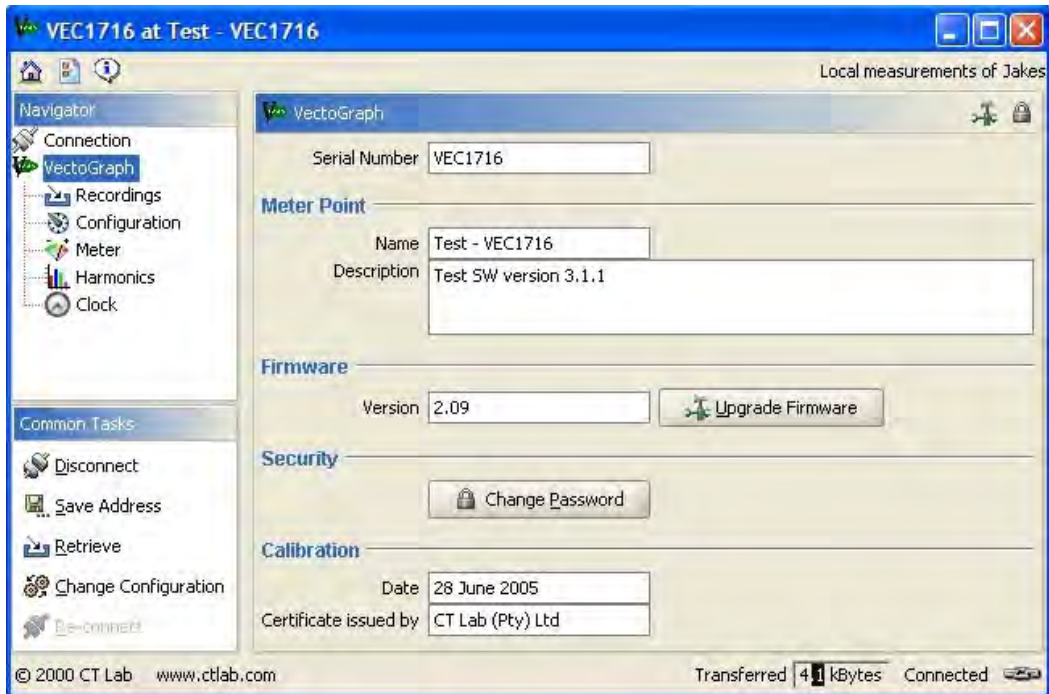 VEC1716 at Test - VEC1716
Local measurements of Jakes
Navigator
Connection
VectoGraph
Recordings
Configuration
Meter
Harmonics
Clock
Common Tasks
Disconnect
Save Address
Retrieve
Change Configuration
Re-connect
VectoGraph
Serial Number VEC1716
Meter Point
Name Test - VEC1716
Description Test SW version 3.1.1
Firmware
Version 2.09 Upgrade Firmware
Security
Change Password
Calibration
Date 28 June 2005
Certificate issued by CT Lab (Pty) Ltd
© 2000 CT Lab www.ctlab.com Transferred 4.1 kBytes Connected